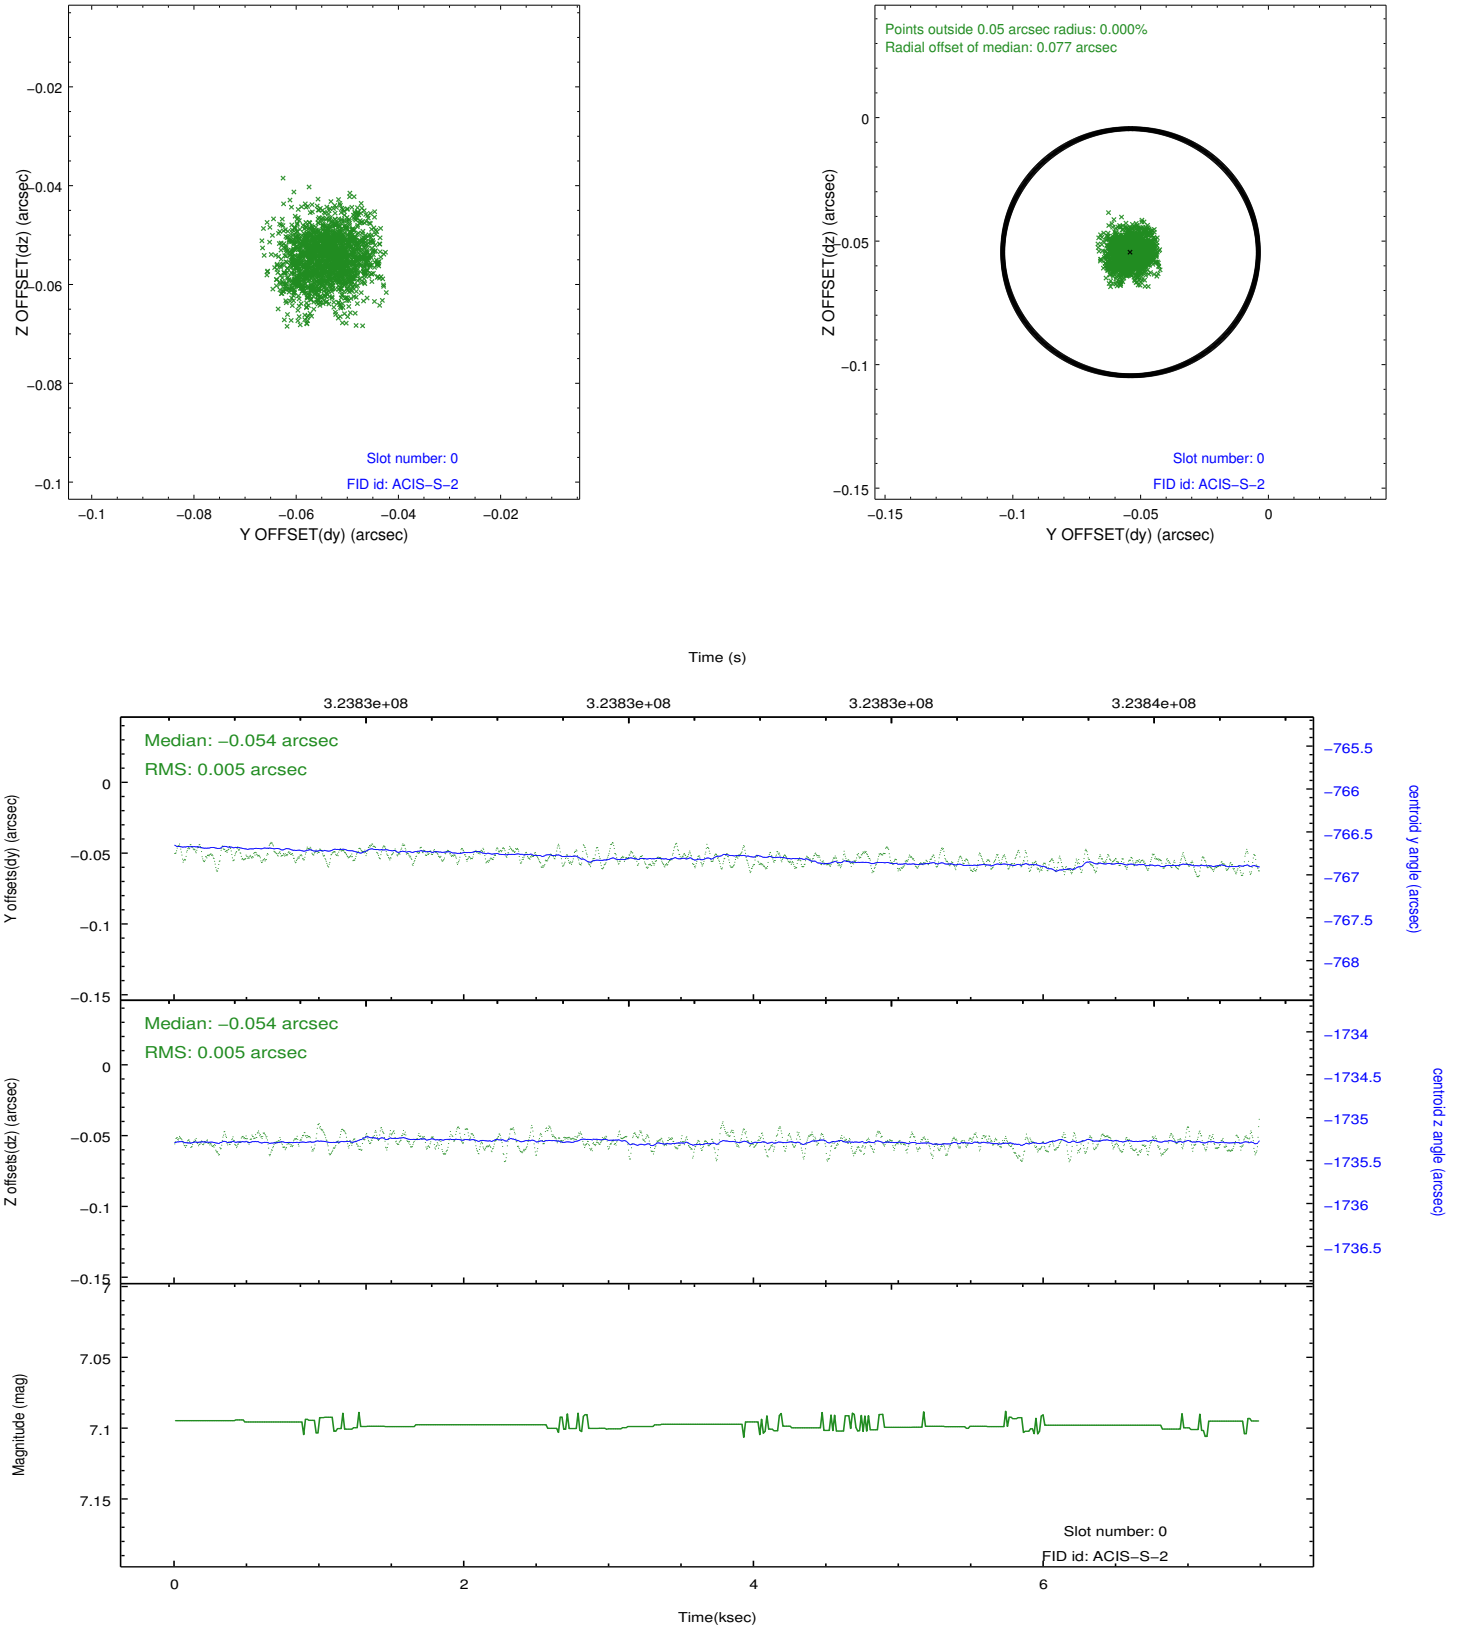 −0.02
−0.04
−0.06
−0.08
−0.1
Z OFFSET(dz) (arcsec)
Slot number: 0
FID id: ACIS−S−2
−0.1 −0.08 −0.06 −0.04 −0.02
Y OFFSET(dy) (arcsec)
Points outside 0.05 arcsec radius: 0.000%
Radial offset of median: 0.077 arcsec
0
−0.05
−0.1
−0.15
Z OFFSET(dz) (arcsec)
Slot number: 0
FID id: ACIS−S−2
−0.15 −0.1 −0.05 0
Y OFFSET(dy) (arcsec)
Time (s)
3.2383e+08 3.2383e+08 3.2383e+08 3.2384e+08
Median: −0.054 arcsec
RMS: 0.005 arcsec
0
−0.05
−0.1
−0.15
Y offsets(dy) (arcsec)
−765.5
−766
−766.5
−767
−767.5
−768
centroid y angle (arcsec)
Median: −0.054 arcsec
RMS: 0.005 arcsec
0
−0.05
−0.1
−0.15
Z offsets(dz) (arcsec)
−1734
−1734.5
−1735
−1735.5
−1736
−1736.5
centroid z angle (arcsec)
7
7.05
7.1
7.15
Magnitude (mag)
Slot number: 0
FID id: ACIS−S−2
0 2 4 6
Time(ksec)